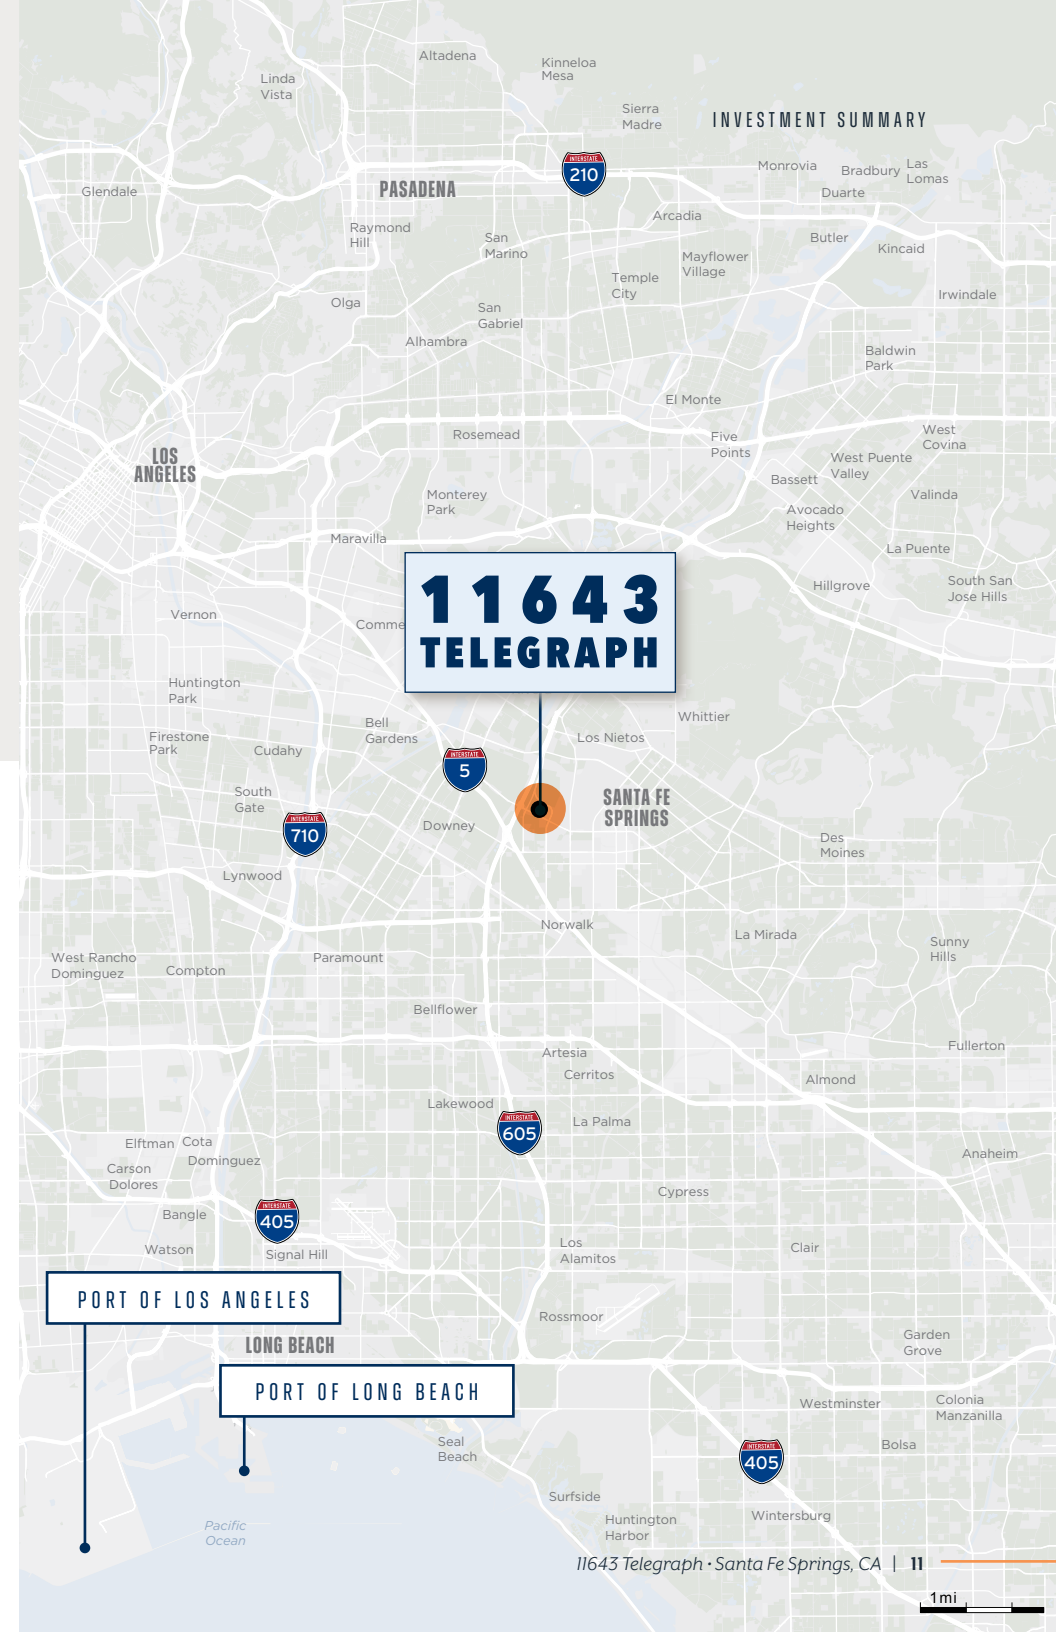 Altadena
Kinneloa
Mesa
Linda
Vista
Sierra
Madre
INVESTMENT SUMMARY
INTERSTATE
210
Monrovia
Bradbury
Las
Lomas
Duarte
Glendale
PASADENA
Arcadia
Raymond
Hill
San
Marino
Butler
Kincaid
Mayflower
Village
Temple
City
Irwindale
Olga
San
Gabriel
Alhambra
Baldwin
Park
El Monte
Rosemead
Five
Points
West
Covina
LOS
ANGELES
West Puente
Valley
Bassett
Monterey
Park
Valinda
Avocado
Heights
Maravilla
La Puente
11643
TELEGRAPH
Hillgrove
South San
Jose Hills
Vernon
Comme
Huntington
Park
Bell
Gardens
Whittier
Firestone
Park
Cudahy
Los Nietos
INTERSTATE
5
South
Gate
SANTA FE
SPRINGS
INTERSTATE
710
Downey
Des
Moines
Lynwood
Norwalk
La Mirada
Sunny
Hills
West Rancho
Dominguez
Compton
Paramount
Bellflower
Artesia
Fullerton
Cerritos
Almond
Lakewood
INTERSTATE
605
La Palma
Elftman
Cota
Dominguez
Anaheim
Carson
Dolores
Cypress
Bangle
INTERSTATE
405
Watson
Signal Hill
Los
Alamitos
Clair
PORT OF LOS ANGELES
Rossmoor
LONG BEACH
Garden
Grove
PORT OF LONG BEACH
Westminster
Colonia
Manzanilla
Seal
Beach
Bolsa
INTERSTATE
405
Surfside
Wintersburg
Huntington
Harbor
Pacific
Ocean
11643 Telegraph • Santa Fe Springs, CA | 11
1 mi